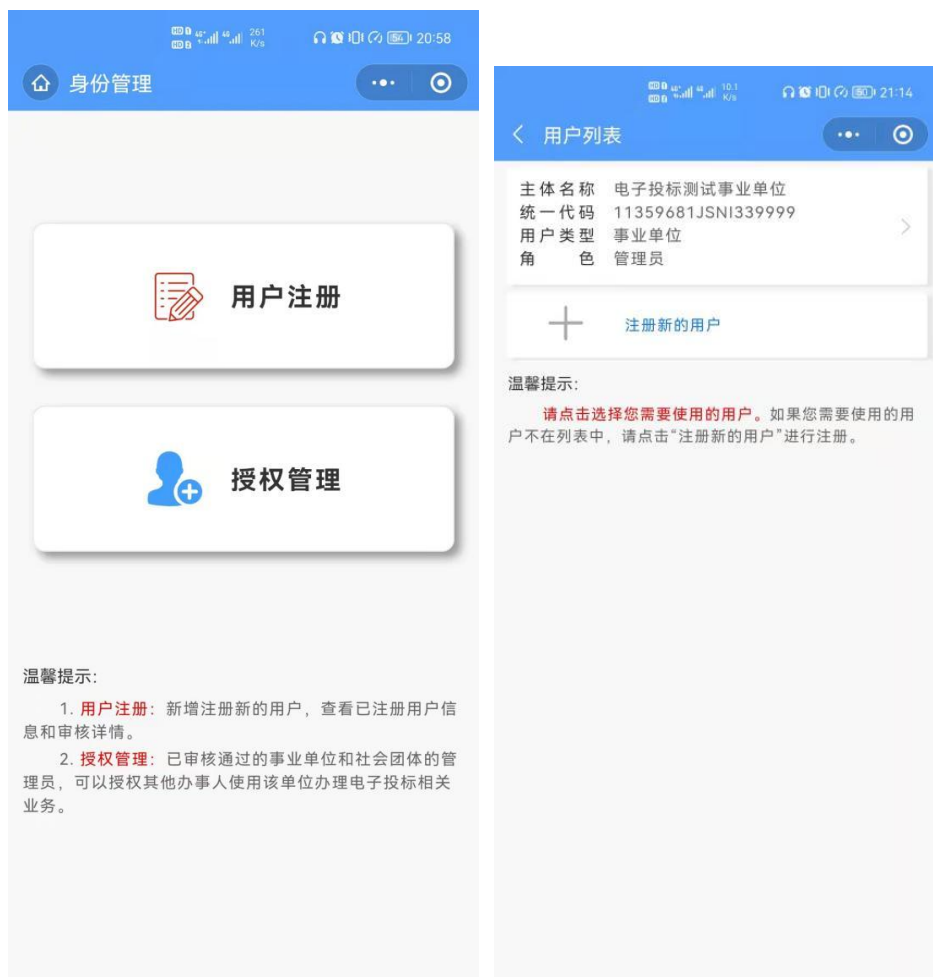 261
K/s
54
20:58
身份管理
用户注册
授权管理
温馨提示：
1. 用户注册：新增注册新的用户，查看已注册用户信
息和审核详情。
2. 授权管理：已审核通过的事业单位和社会团体的管
理员，可以授权其他办事人使用该单位办理电子投标相关
业务。
10.1
K/s
50
21:14
用户列表
主体名称 电子投标测试事业单位
统一代码 11359681JSNI339999
用户类型 事业单位
角 色 管理员
注册新的用户
温馨提示：
请点击选择您需要使用的用户。如果您需要使用的用
户不在列表中，请点击“注册新的用户”进行注册。